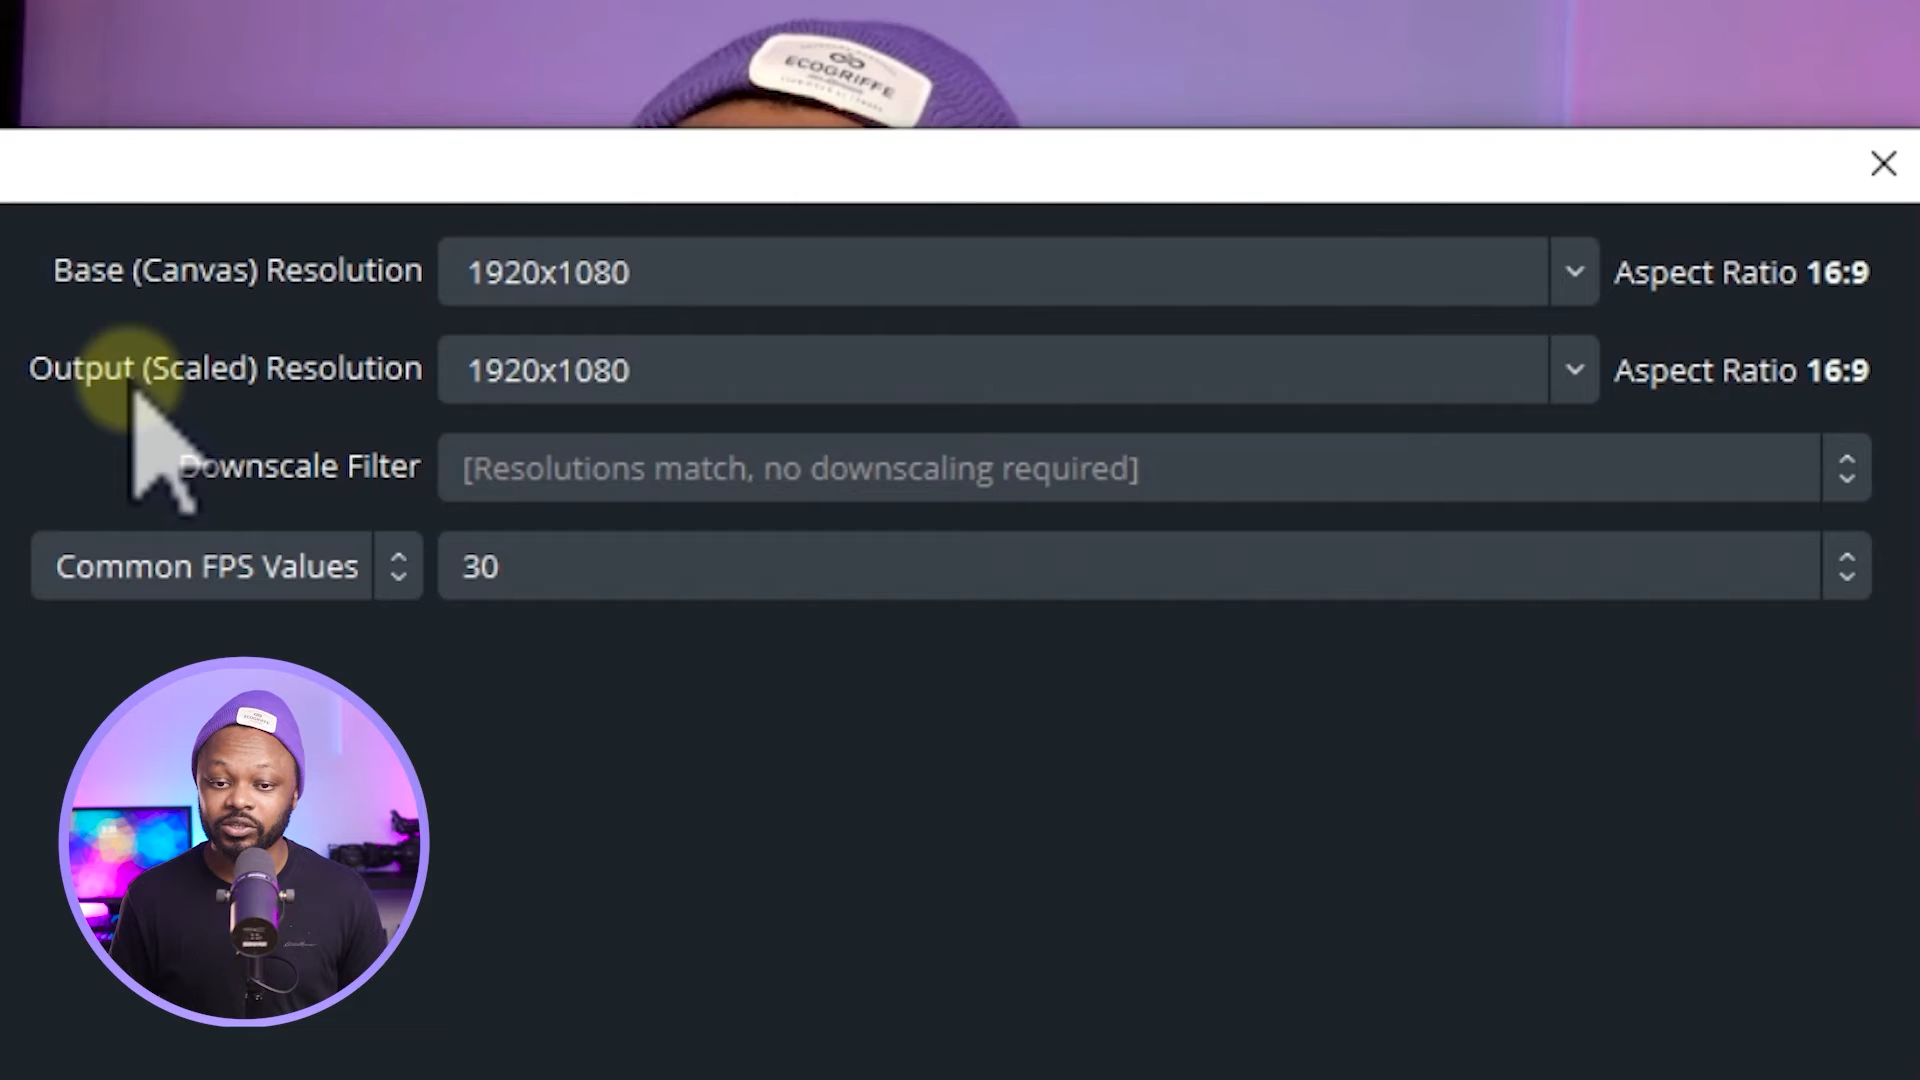 ECOGRIFFE
Base (Canvas) Resolution 1920x1080 Aspect Ratio 16:9
Output (Scaled) Resolution 1920x1080 Aspect Ratio 16:9
Downscale Filter [Resolutions match, no downscaling required]
Common FPS Values 30